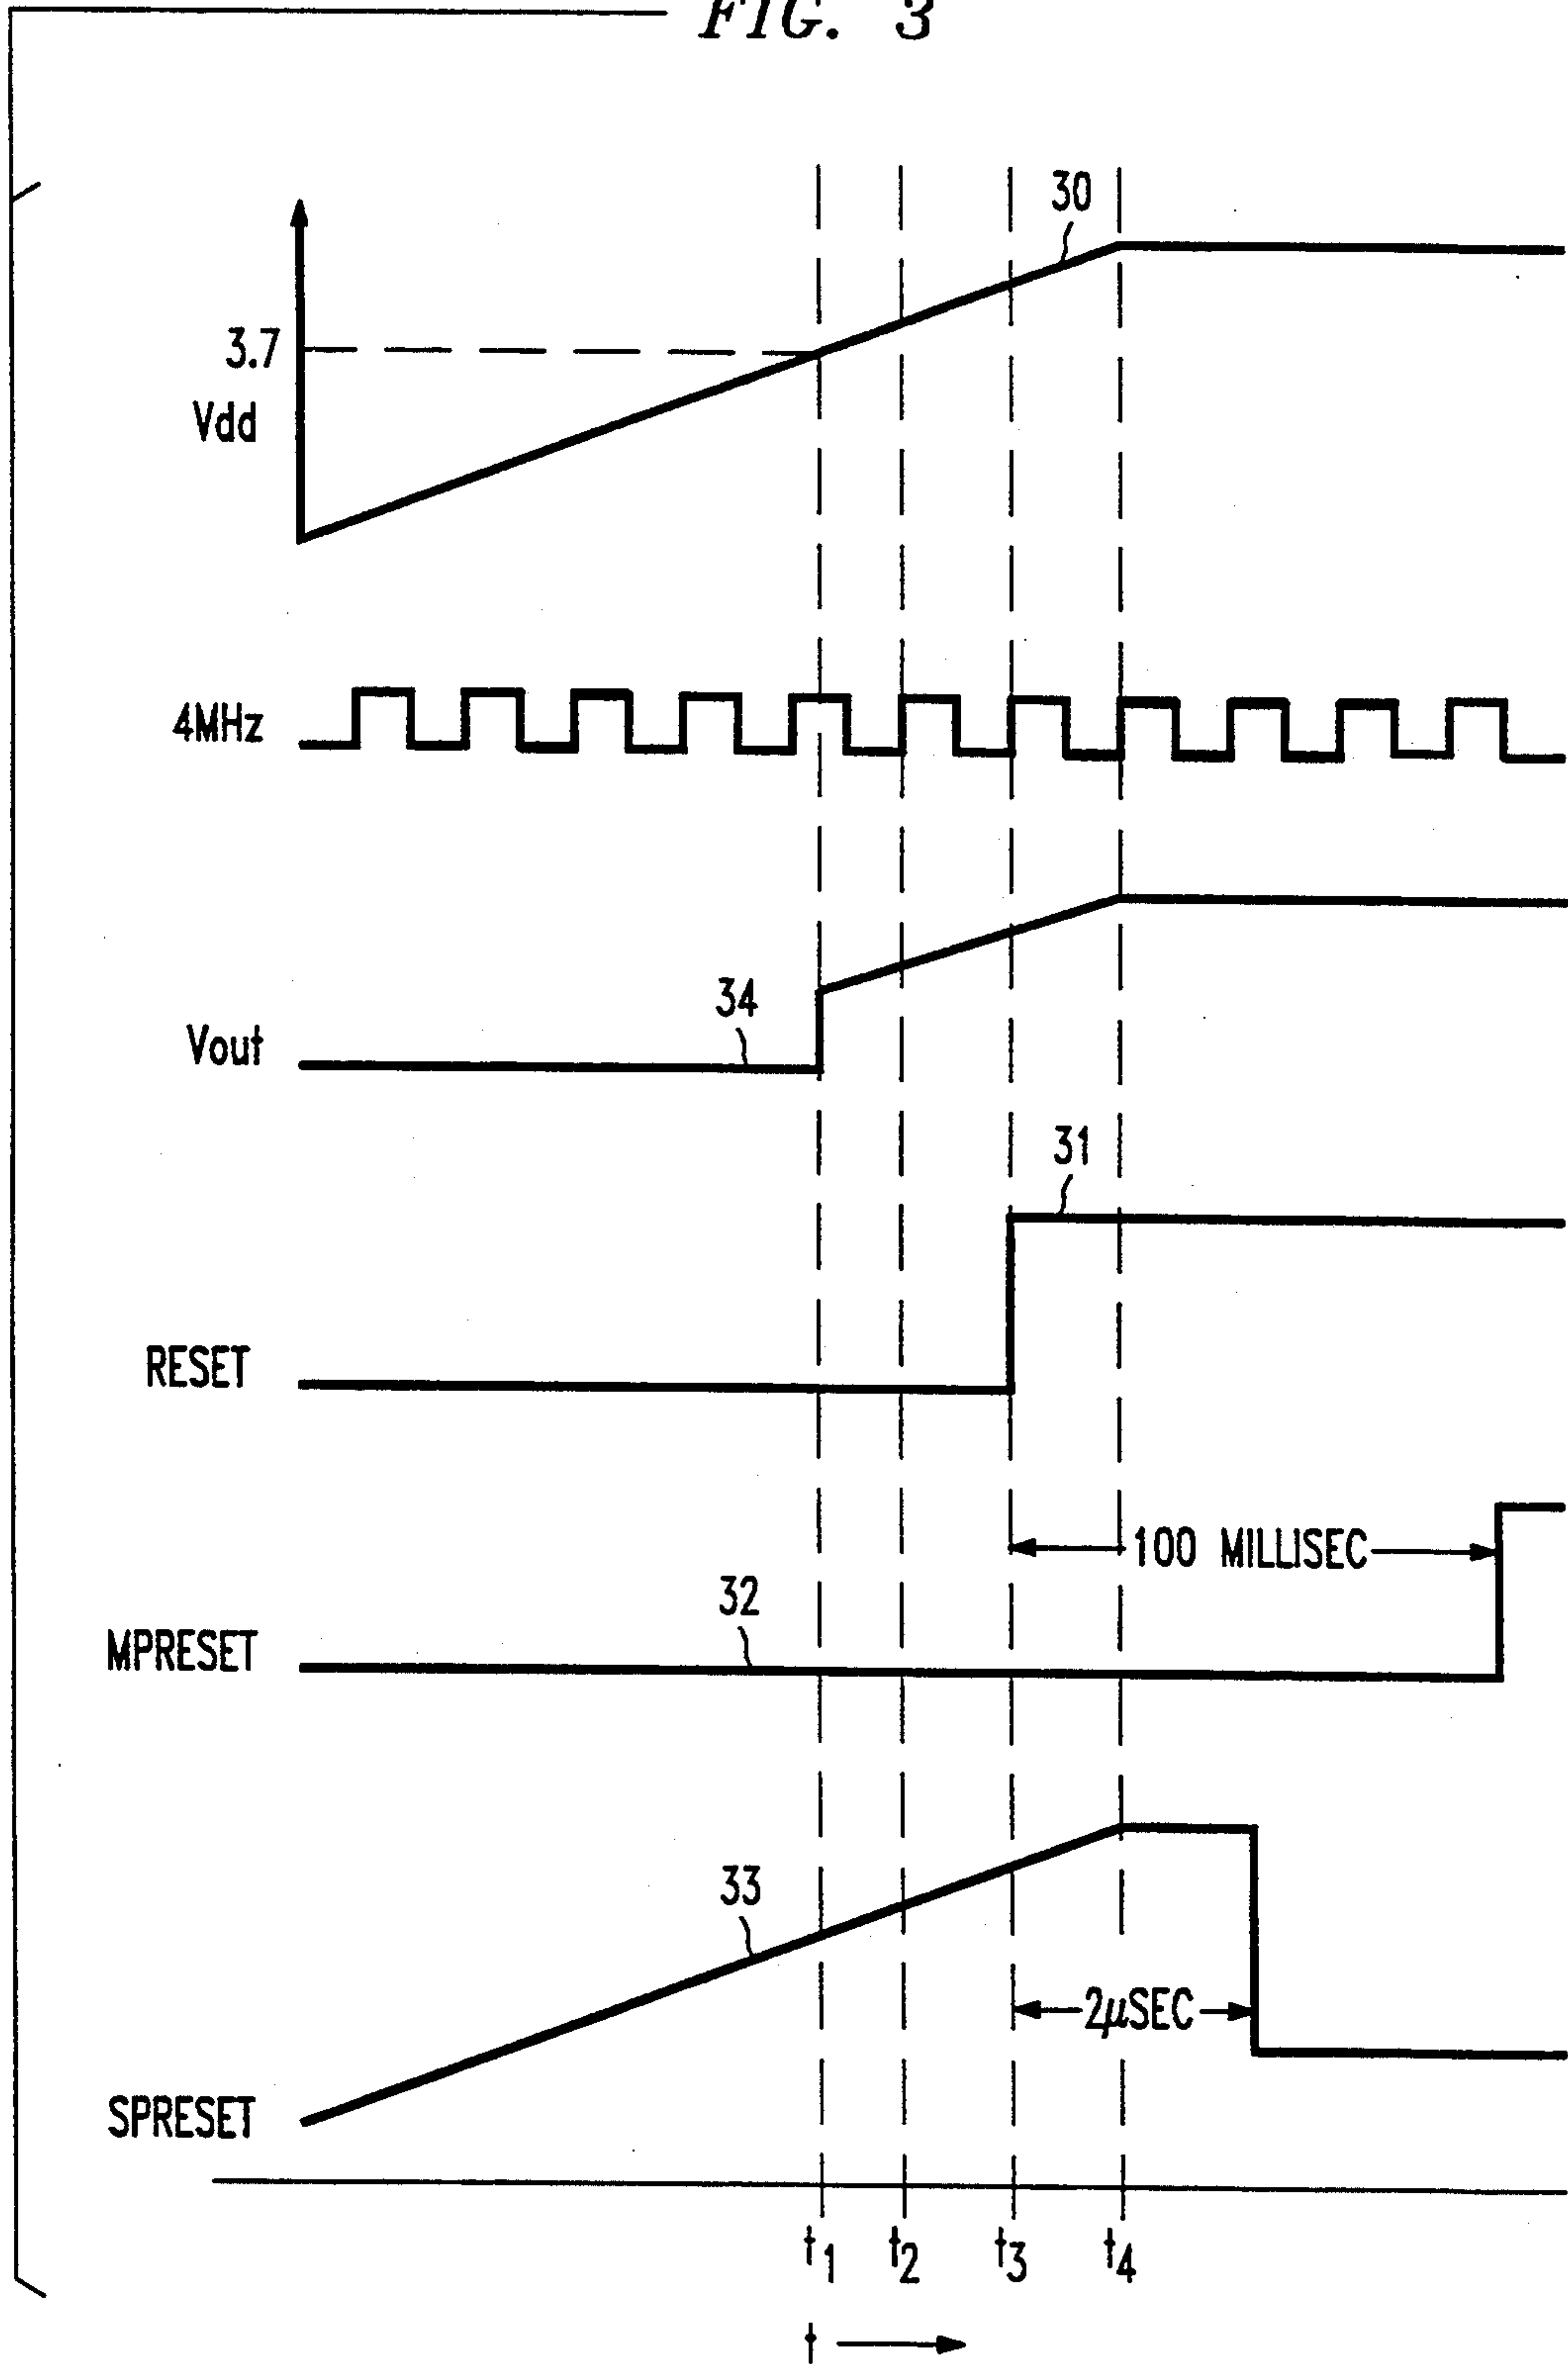 FIG. 3
30
3.7
Vdd
4MHz
34
Vout
31
RESET
100 MILLISEC
32
MPRESET
33
2µSEC
SPRESET
t1 t2 t3 t4
t